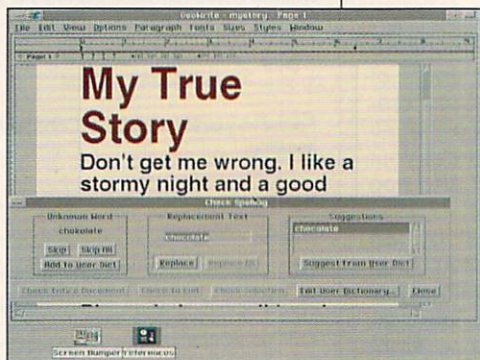 GeoWrite - mystory - Page 1
File Edit View Options Paragraph Fonts Sizes Styles Window
Page 1
My True
Story
Don't get me wrong. I like a
stormy night and a good
Check Spelling
Unknown Word
chokolate
Skip Skip All
Add to User Dict
Replacement Text
chocolate
Replace Replace All
Suggestions
chocolate
Suggest from User Dict
Check Entire Document Check to End Check Selection Edit User Dictionary... Close
Screen Dumper